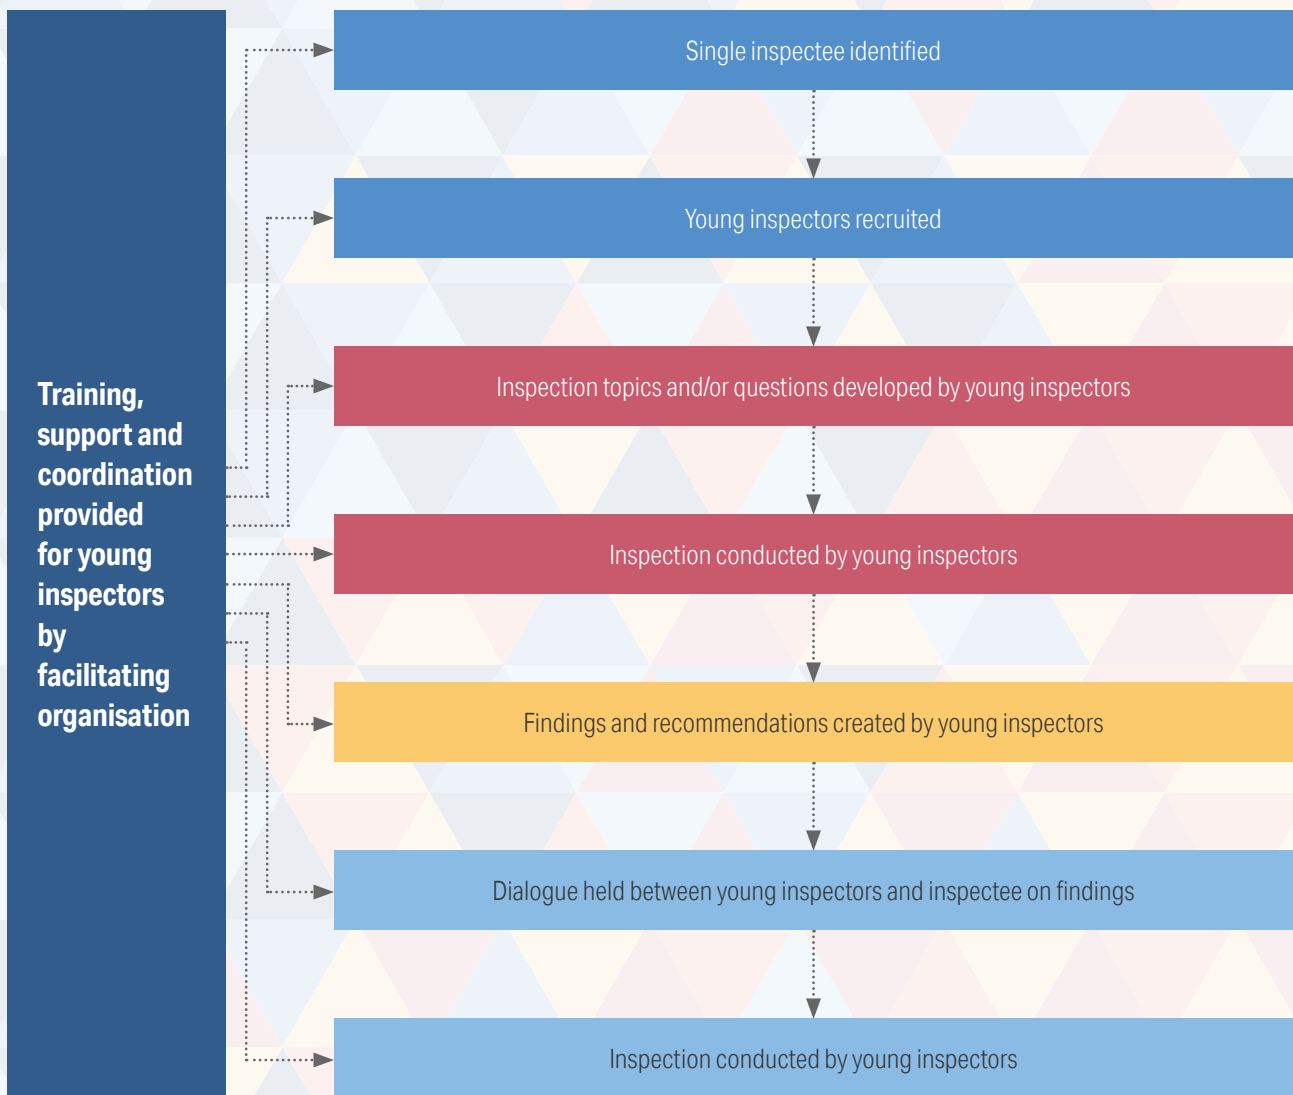 Training,
support and
coordination
provided
for young
inspectors
by
facilitating
organisation
Single inspectee identified
Young inspectors recruited
Inspection topics and/or questions developed by young inspectors
Inspection conducted by young inspectors
Findings and recommendations created by young inspectors
Dialogue held between young inspectors and inspectee on findings
Inspection conducted by young inspectors